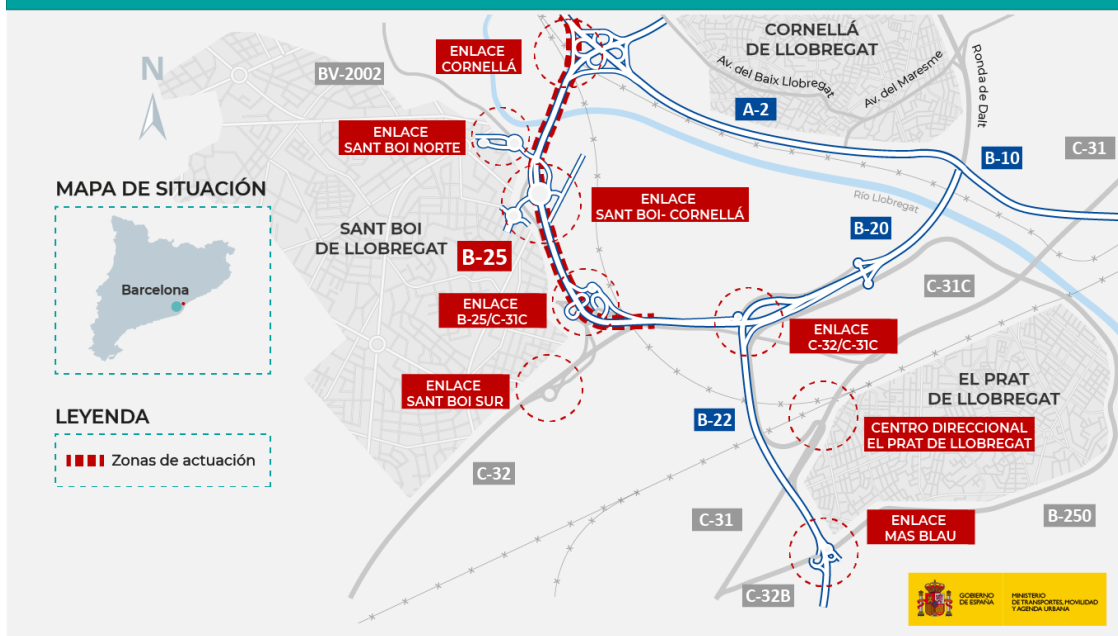 CORNELLÁ
DE LLOBREGAT
ENLACE
CORNELLÁ
N
BV-2002
Av. del Baix Llobregat
Av. del Maresme
Ronda de Dalt
A-2
ENLACE
SANT BOI NORTE
B-10
C-31
MAPA DE SITUACIÓN
ENLACE
SANT BOI- CORNELLÁ
Río Llobregat
SANT BOI
DE LLOBREGAT
B-25
B-20
Barcelona
C-31C
ENLACE
B-25/C-31C
ENLACE
C-32/C-31C
ENLACE
SANT BOI SUR
EL PRAT
DE LLOBREGAT
LEYENDA
B-22
CENTRO DIRECCIONAL
EL PRAT DE LLOBREGAT
Zonas de actuación
C-32
C-31
B-250
ENLACE
MAS BLAU
C-32B
GOBIERNO
DE ESPAÑA
MINISTERIO
DE TRANSPORTES, MOVILIDAD
Y AGENDA URBANA